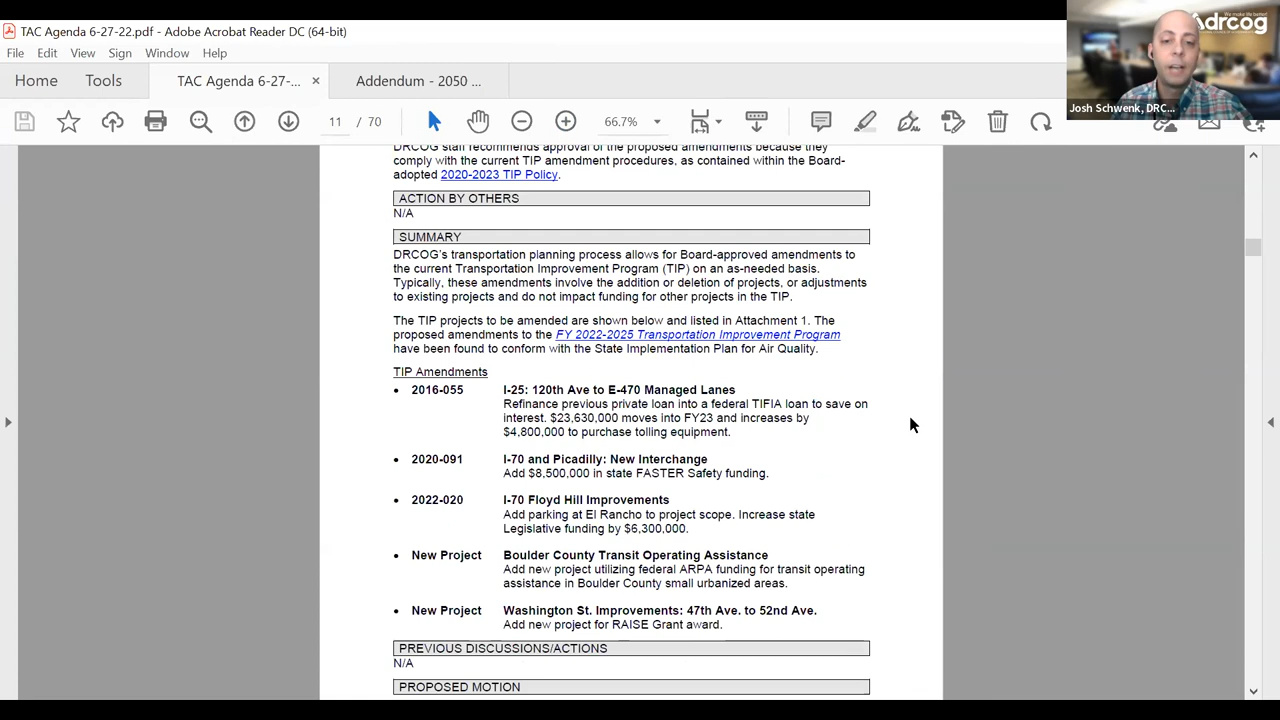 TAC Agenda 6-27-22.pdf - Adobe Acrobat Reader DC (64-bit)
File Edit View Sign Window Help
Home Tools TAC Agenda 6-27-... × Addendum - 2050 ...
11 / 70 66.7%
drcog
Josh Schwenk, DRC...
DRCOG staff recommends approval of the proposed amendments because they
comply with the current TIP amendment procedures, as contained within the Board-
adopted 2020-2023 TIP Policy.
ACTION BY OTHERS
N/A
SUMMARY
DRCOG's transportation planning process allows for Board-approved amendments to
the current Transportation Improvement Program (TIP) on an as-needed basis.
Typically, these amendments involve the addition or deletion of projects, or adjustments
to existing projects and do not impact funding for other projects in the TIP.
The TIP projects to be amended are shown below and listed in Attachment 1. The
proposed amendments to the FY 2022-2025 Transportation Improvement Program
have been found to conform with the State Implementation Plan for Air Quality.
TIP Amendments
• 2016-055 I-25: 120th Ave to E-470 Managed Lanes
Refinance previous private loan into a federal TIFIA loan to save on
interest. $23,630,000 moves into FY23 and increases by
$4,800,000 to purchase tolling equipment.
• 2020-091 I-70 and Picadilly: New Interchange
Add $8,500,000 in state FASTER Safety funding.
• 2022-020 I-70 Floyd Hill Improvements
Add parking at El Rancho to project scope. Increase state
Legislative funding by $6,300,000.
• New Project Boulder County Transit Operating Assistance
Add new project utilizing federal ARPA funding for transit operating
assistance in Boulder County small urbanized areas.
• New Project Washington St. Improvements: 47th Ave. to 52nd Ave.
Add new project for RAISE Grant award.
PREVIOUS DISCUSSIONS/ACTIONS
N/A
PROPOSED MOTION